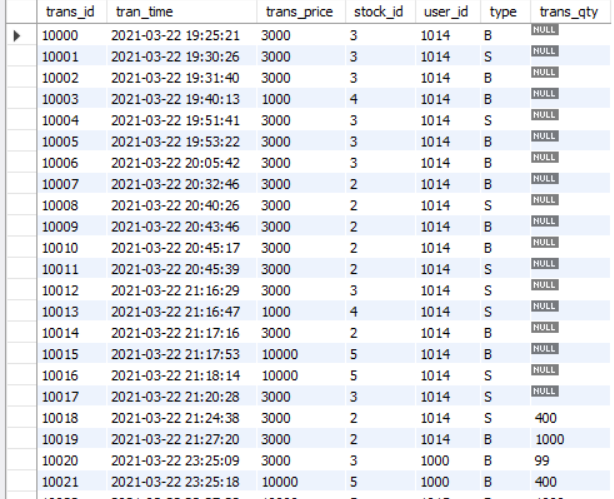 trans_id tran_time trans_price stock_id user_id type trans_qty
10000 2021-03-22 19:25:21 3000 3 1014 B NULL
10001 2021-03-22 19:30:26 3000 3 1014 S NULL
10002 2021-03-22 19:31:40 3000 3 1014 B NULL
10003 2021-03-22 19:40:13 1000 4 1014 B NULL
10004 2021-03-22 19:51:41 3000 3 1014 S NULL
10005 2021-03-22 19:53:22 3000 3 1014 B NULL
10006 2021-03-22 20:05:42 3000 3 1014 B NULL
10007 2021-03-22 20:32:46 3000 2 1014 B NULL
10008 2021-03-22 20:40:26 3000 2 1014 S NULL
10009 2021-03-22 20:43:46 3000 2 1014 B NULL
10010 2021-03-22 20:45:17 3000 2 1014 B NULL
10011 2021-03-22 20:45:39 3000 2 1014 S NULL
10012 2021-03-22 21:16:29 3000 3 1014 S NULL
10013 2021-03-22 21:16:47 1000 4 1014 S NULL
10014 2021-03-22 21:17:16 3000 2 1014 B NULL
10015 2021-03-22 21:17:53 10000 5 1014 B NULL
10016 2021-03-22 21:18:14 10000 5 1014 S NULL
10017 2021-03-22 21:20:28 3000 3 1014 S NULL
10018 2021-03-22 21:24:38 3000 2 1014 S 400
10019 2021-03-22 21:27:20 3000 2 1014 B 1000
10020 2021-03-22 23:25:09 3000 3 1000 B 99
10021 2021-03-22 23:25:18 10000 5 1000 B 400